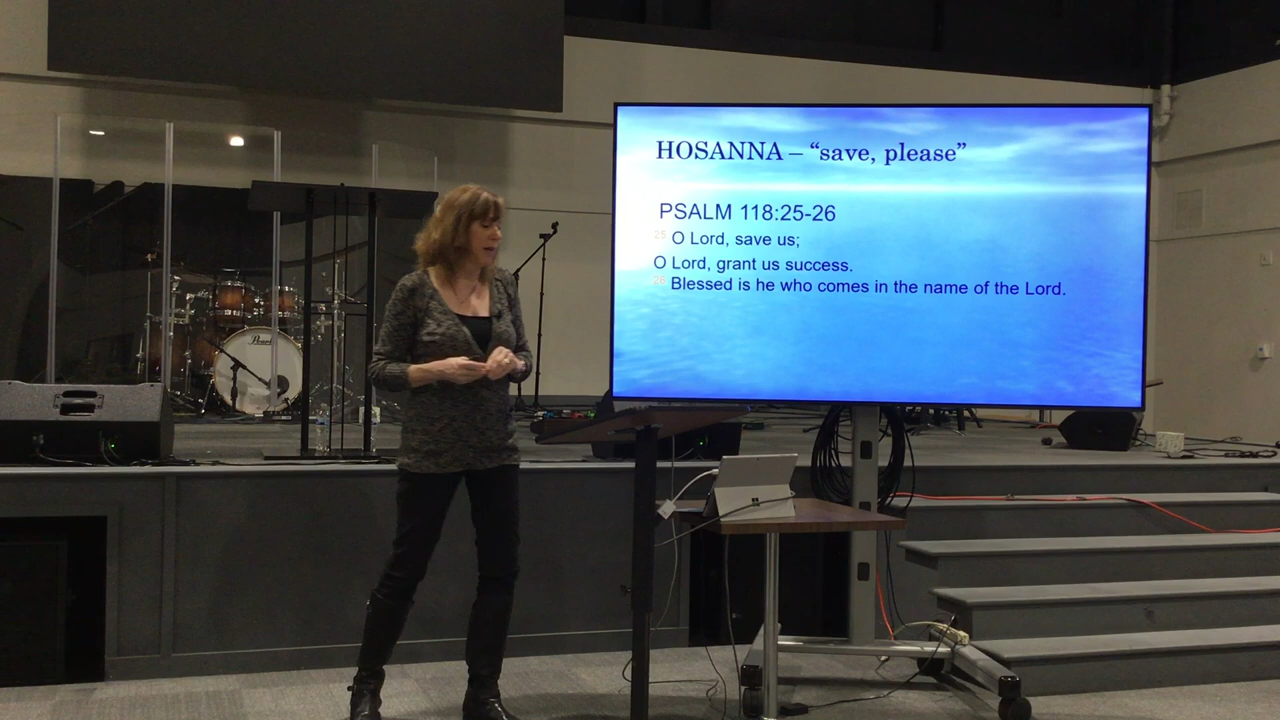 HOSANNA – “save, please”
PSALM 118:25-26
25 O Lord, save us;
O Lord, grant us success.
26 Blessed is he who comes in the name of the Lord.
Pearl